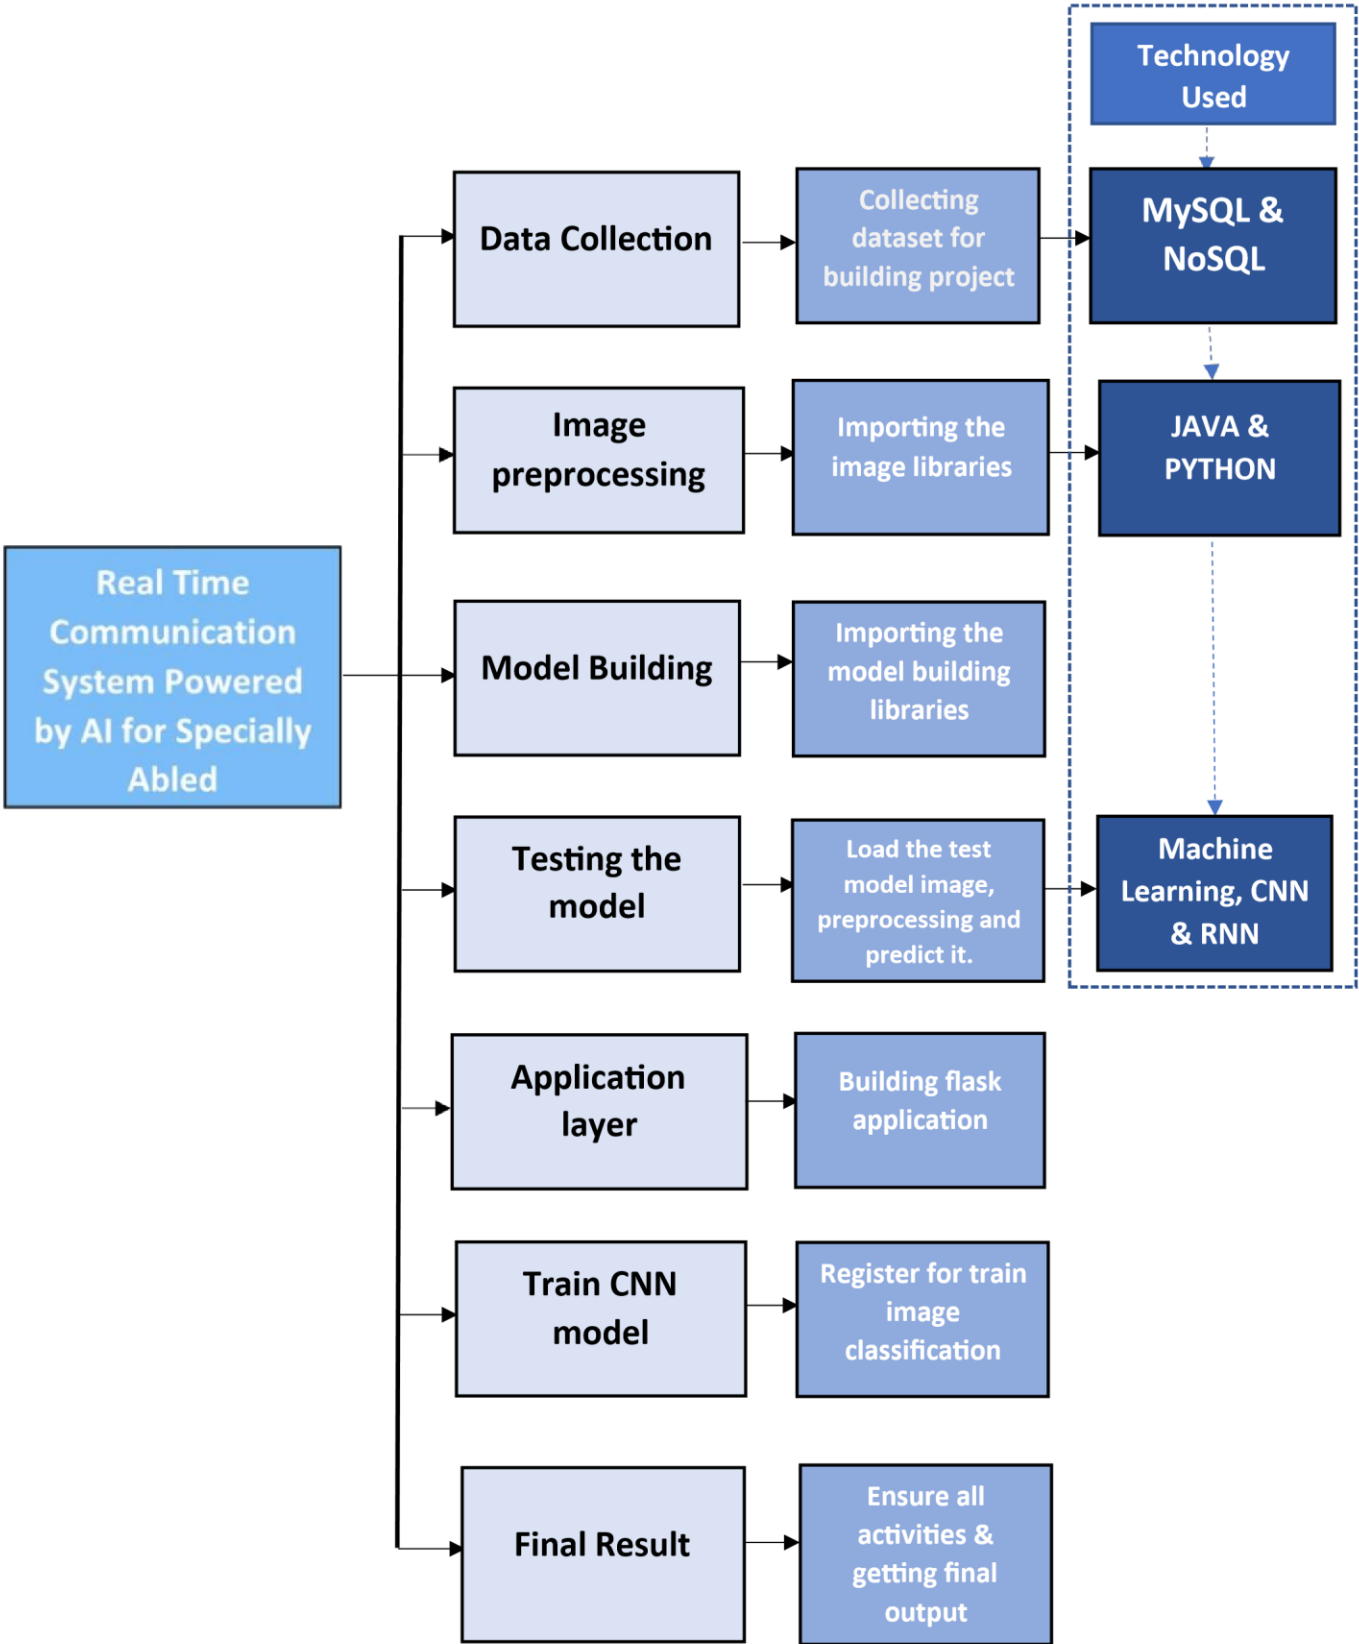 Technology
Used
Data Collection
Collecting
dataset for
building project
MySQL &
NoSQL
Image
preprocessing
Importing the
image libraries
JAVA &
PYTHON
Real Time
Communication
System Powered
by AI for Specially
Abled
Model Building
Importing the
model building
libraries
Testing the
model
Load the test
model image,
preprocessing and
predict it.
Machine
Learning, CNN
& RNN
Application
layer
Building flask
application
Train CNN
model
Register for train
image
classification
Final Result
Ensure all
activities &
getting final
output